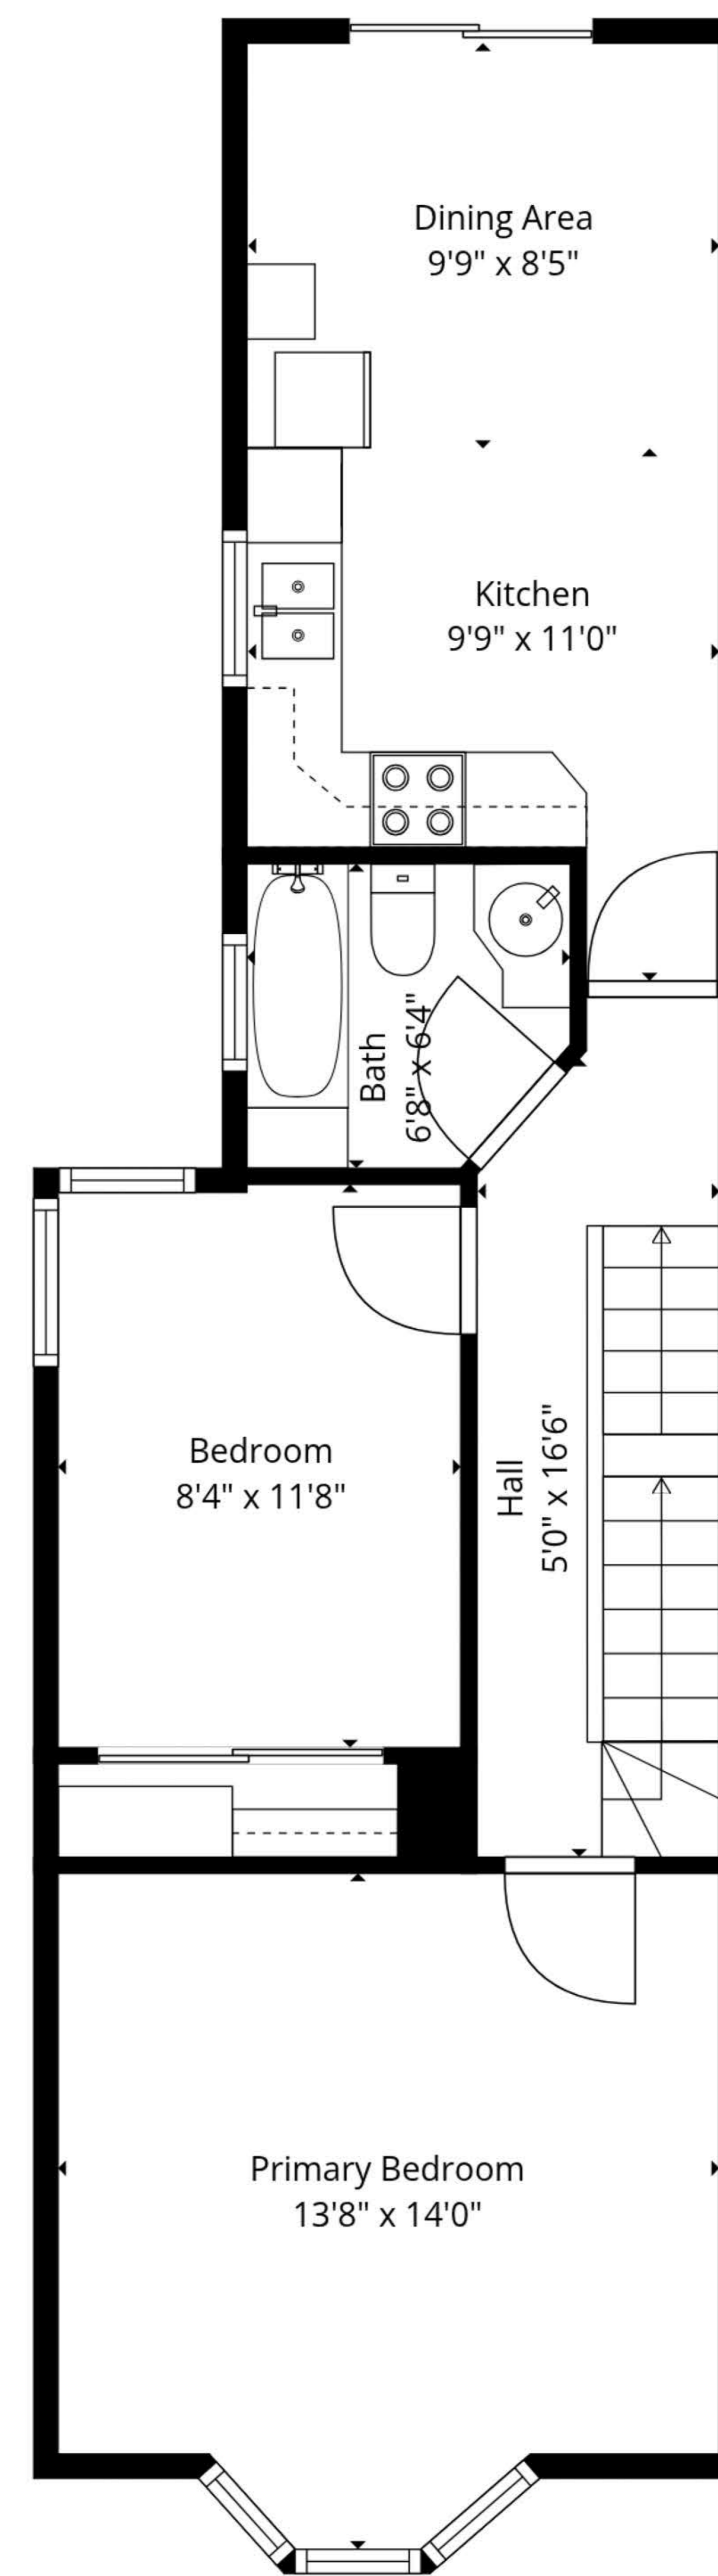 Dining Area
9'9" x 8'5"
Kitchen
9'9" x 11'0"
Bath
6'8" x 6'4"
Bedroom
8'4" x 11'8"
Hall
5'0" x 16'6"
Primary Bedroom
13'8" x 14'0"